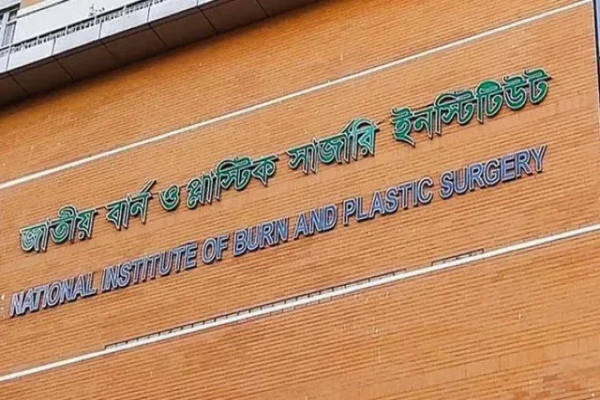 জাতীয় বার্ন ও প্লাস্টিক সার্জারি ইনস্টিটিউট
NATIONAL INSTITUTE OF BURN AND PLASTIC SURGERY